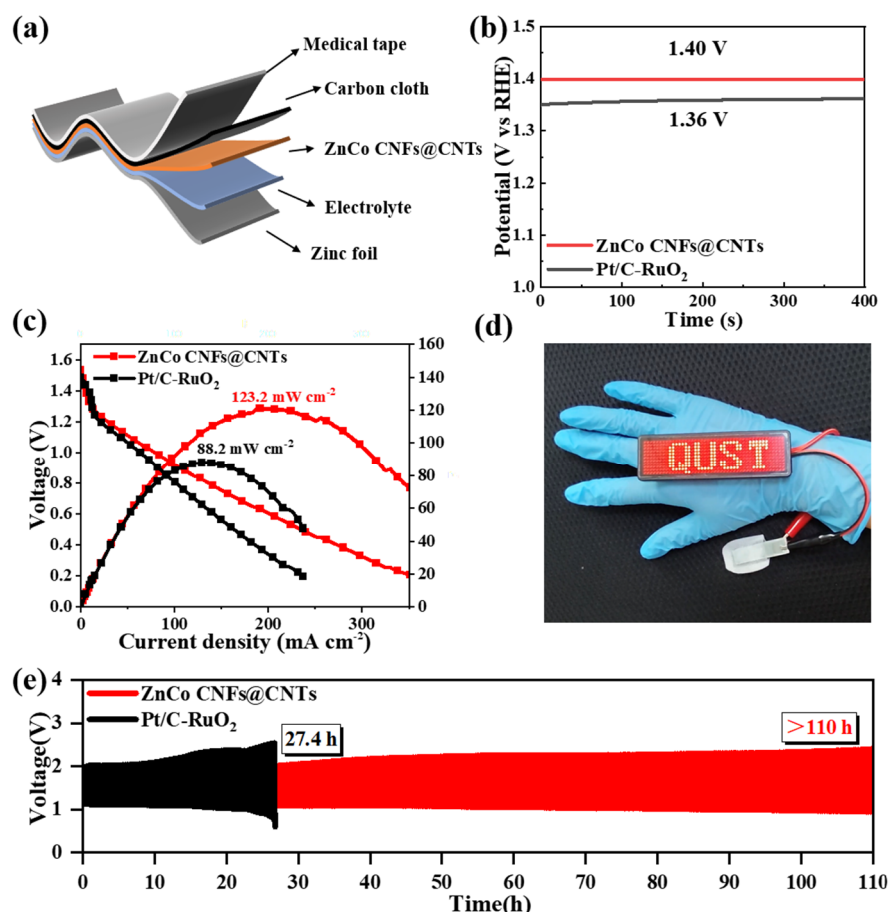 (a)
Medical tape
Carbon cloth
ZnCo CNFs@CNTs
Electrolyte
Zinc foil
(b)
1.40 V
1.36 V
ZnCo CNFs@CNTs
Pt/C-RuO₂
Potential (V vs RHE)
1.5
1.4
1.3
1.2
1.1
1.0
0 100 200 300 400
Time (s)
(c)
ZnCo CNFs@CNTs
Pt/C-RuO₂
123.2 mW cm⁻²
88.2 mW cm⁻²
Voltage (V)
1.6
1.4
1.2
1.0
0.8
0.6
0.4
0.2
0.0
160
140
120
100
80
60
40
20
0
0 100 200 300
Current density (mA cm⁻²)
(d)
QUST
(e)
ZnCo CNFs@CNTs
Pt/C-RuO₂
27.4 h
>110 h
Voltage(V)
4
3
2
1
0
0 10 20 30 40 50 60 70 80 90 100 110
Time(h)